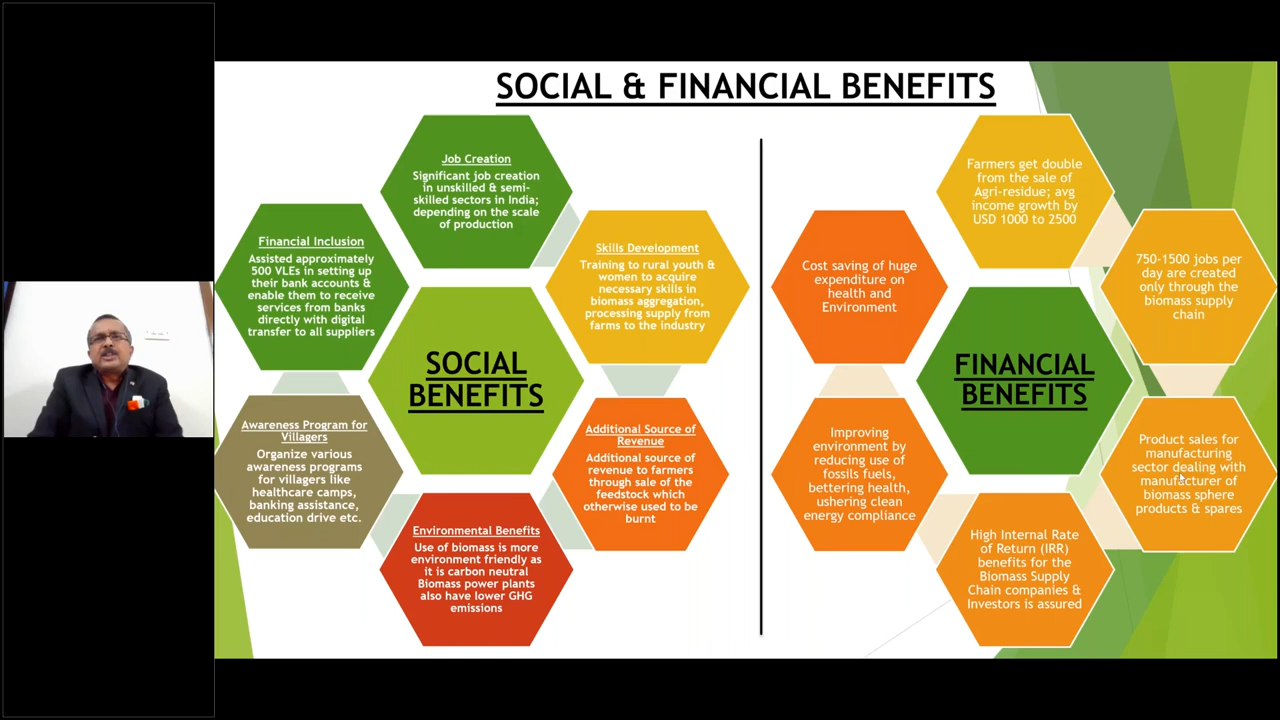 SOCIAL & FINANCIAL BENEFITS
Job Creation
Significant job creation
in unskilled & semi-
skilled sectors in India;
depending on the scale
of production
Financial Inclusion
Assisted approximately
500 VLEs in setting up
their bank accounts &
enable them to receive
services from banks
directly with digital
transfer to all suppliers
Skills Development
Training to rural youth &
women to acquire
necessary skills in
biomass aggregation,
processing supply from
farms to the industry
SOCIAL
BENEFITS
Awareness Program for
Villagers
Organize various
awareness programs
for villagers like
healthcare camps,
banking assistance,
education drive etc.
Additional Source of
Revenue
Additional source of
revenue to farmers
through sale of the
feedstock which
otherwise used to be
burnt
Environmental Benefits
Use of biomass is more
environment friendly as
it is carbon neutral
Biomass power plants
also have lower GHG
emissions
Farmers get double
from the sale of
Agri-residue; avg
income growth by
USD 1000 to 2500
Cost saving of huge
expenditure on
health and
Environment
750-1500 jobs per
day are created
only through the
biomass supply
chain
FINANCIAL
BENEFITS
Improving
environment by
reducing use of
fossils fuels,
bettering health,
ushering clean
energy compliance
Product sales for
manufacturing
sector dealing with
manufacturer of
biomass sphere
products & spares
High Internal Rate
of Return (IRR)
benefits for the
Biomass Supply
Chain companies &
Investors is assured